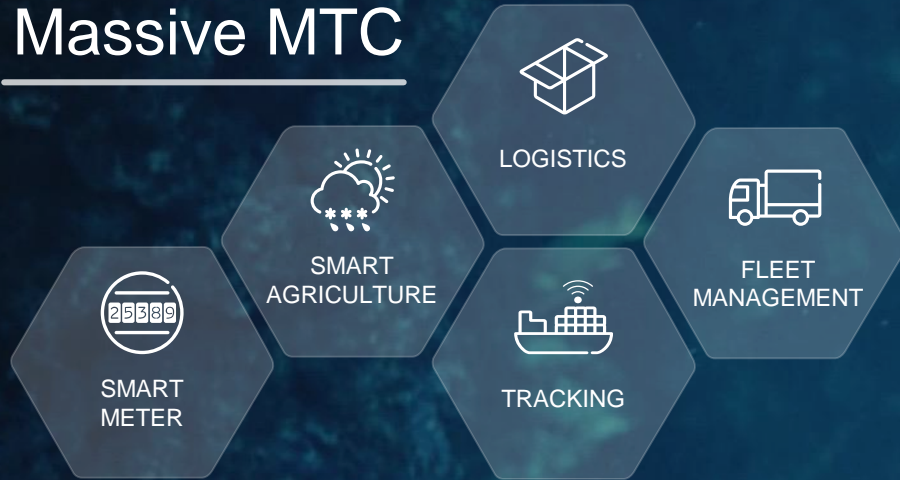 Massive MTC
LOGISTICS
SMART
AGRICULTURE
FLEET
MANAGEMENT
25389
SMART
METER
TRACKING